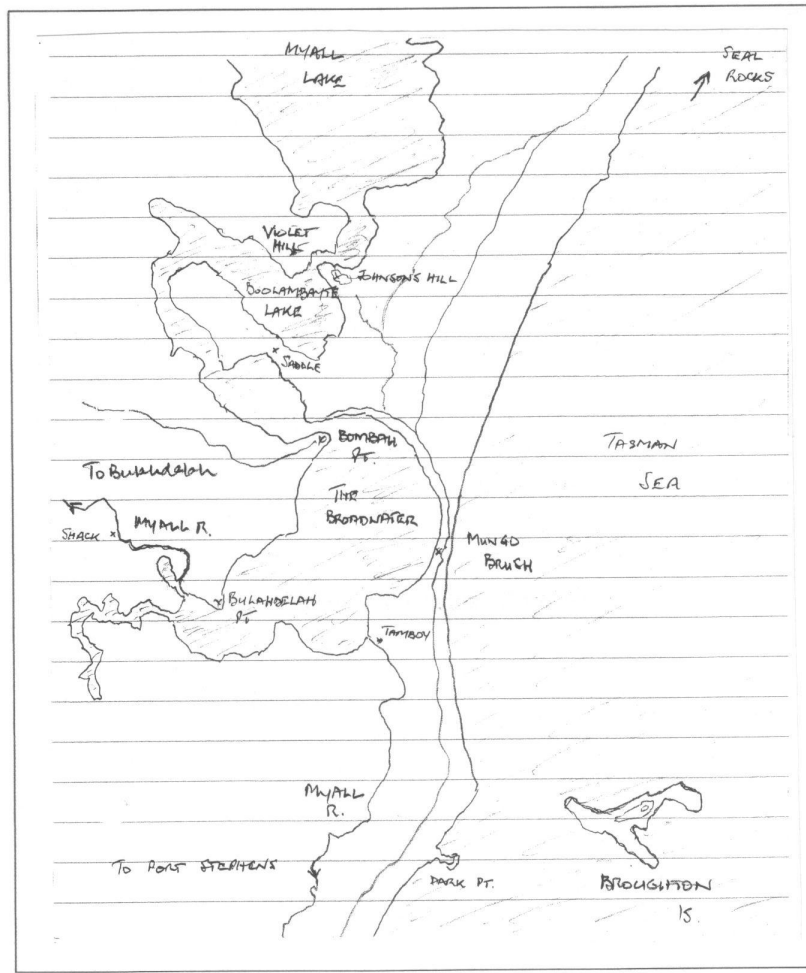 MYALL
LAKE
SEAL
ROCKS
VIOLET
HILL
JOHNSON'S HILL
BOOLAMBAYTE
LAKE
SADDLE
BOMBAH
PT.
TASMAN
SEA
To Bulahdelah
THE
BROADWATER
SHACK
MYALL R.
MUNGO
BRUSH
BULAHDELAH
PT
TAMBOY
MYALL
R.
TO PORT STEPHENS
DARK PT.
BROUGHTON
IS.